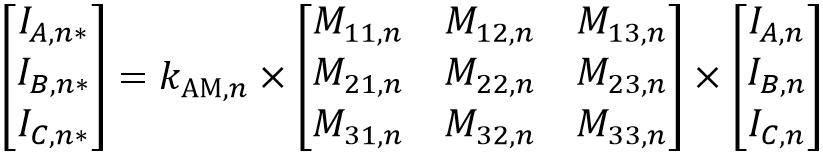 [I_{A,n*} I_{B,n*} I_{C,n*}] = k_{AM,n} × [M_{11,n} M_{12,n} M_{13,n} M_{21,n} M_{22,n} M_{23,n} M_{31,n} M_{32,n} M_{33,n}] × [I_{A,n} I_{B,n} I_{C,n}]